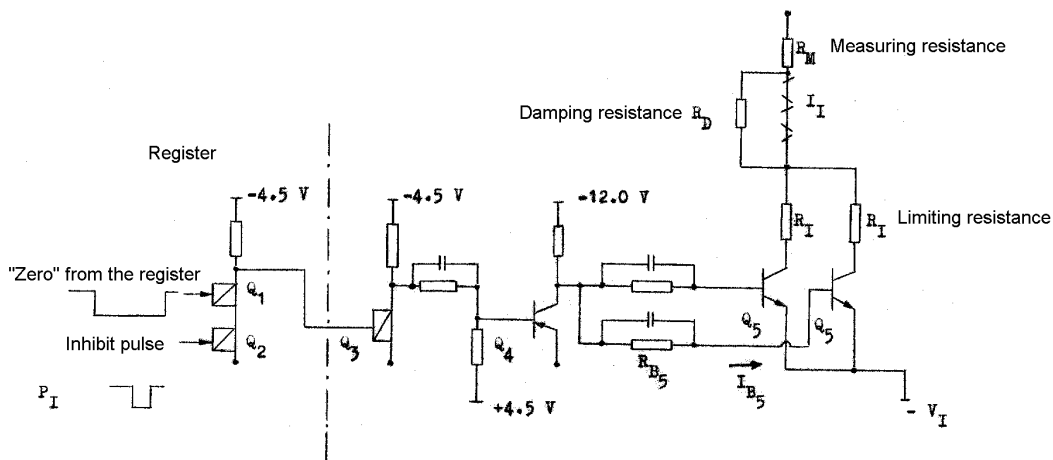 R_M
Measuring resistance
I_I
Damping resistance R_D
Register
-4.5 V
-4.5 V
-12.0 V
R_I
R_I
Limiting resistance
"Zero" from the register
Q_1
Inhibit pulse
Q_2
Q_3
Q_4
Q_5
Q_5
R_B5
I_B5
P_I
+4.5 V
- V_I